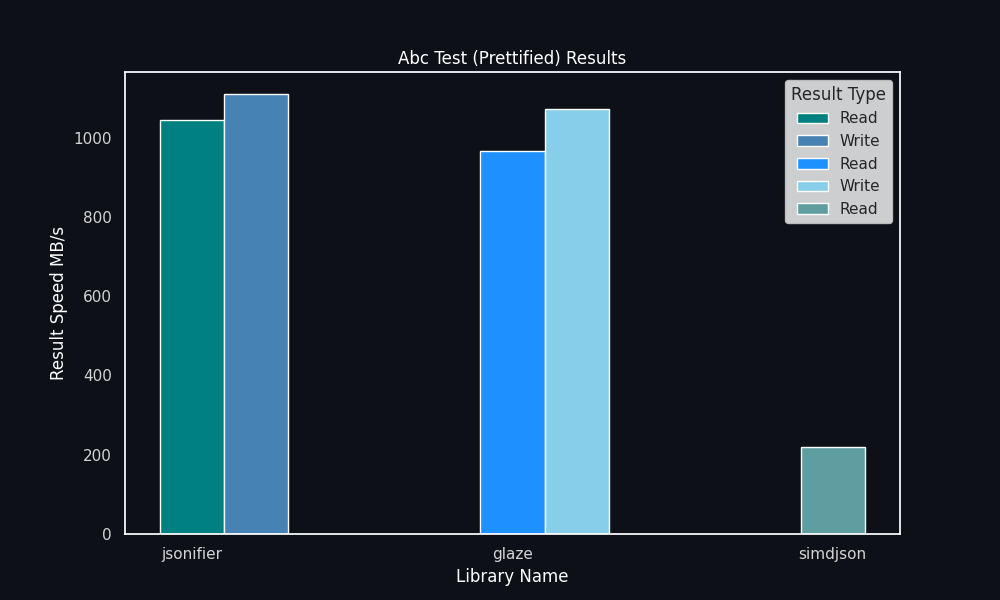 Abc Test (Prettified) Results
Result Type
Read
Write
Read
Write
Read
Result Speed MB/s
1000
800
600
400
200
0
jsonifier
glaze
simdjson
Library Name